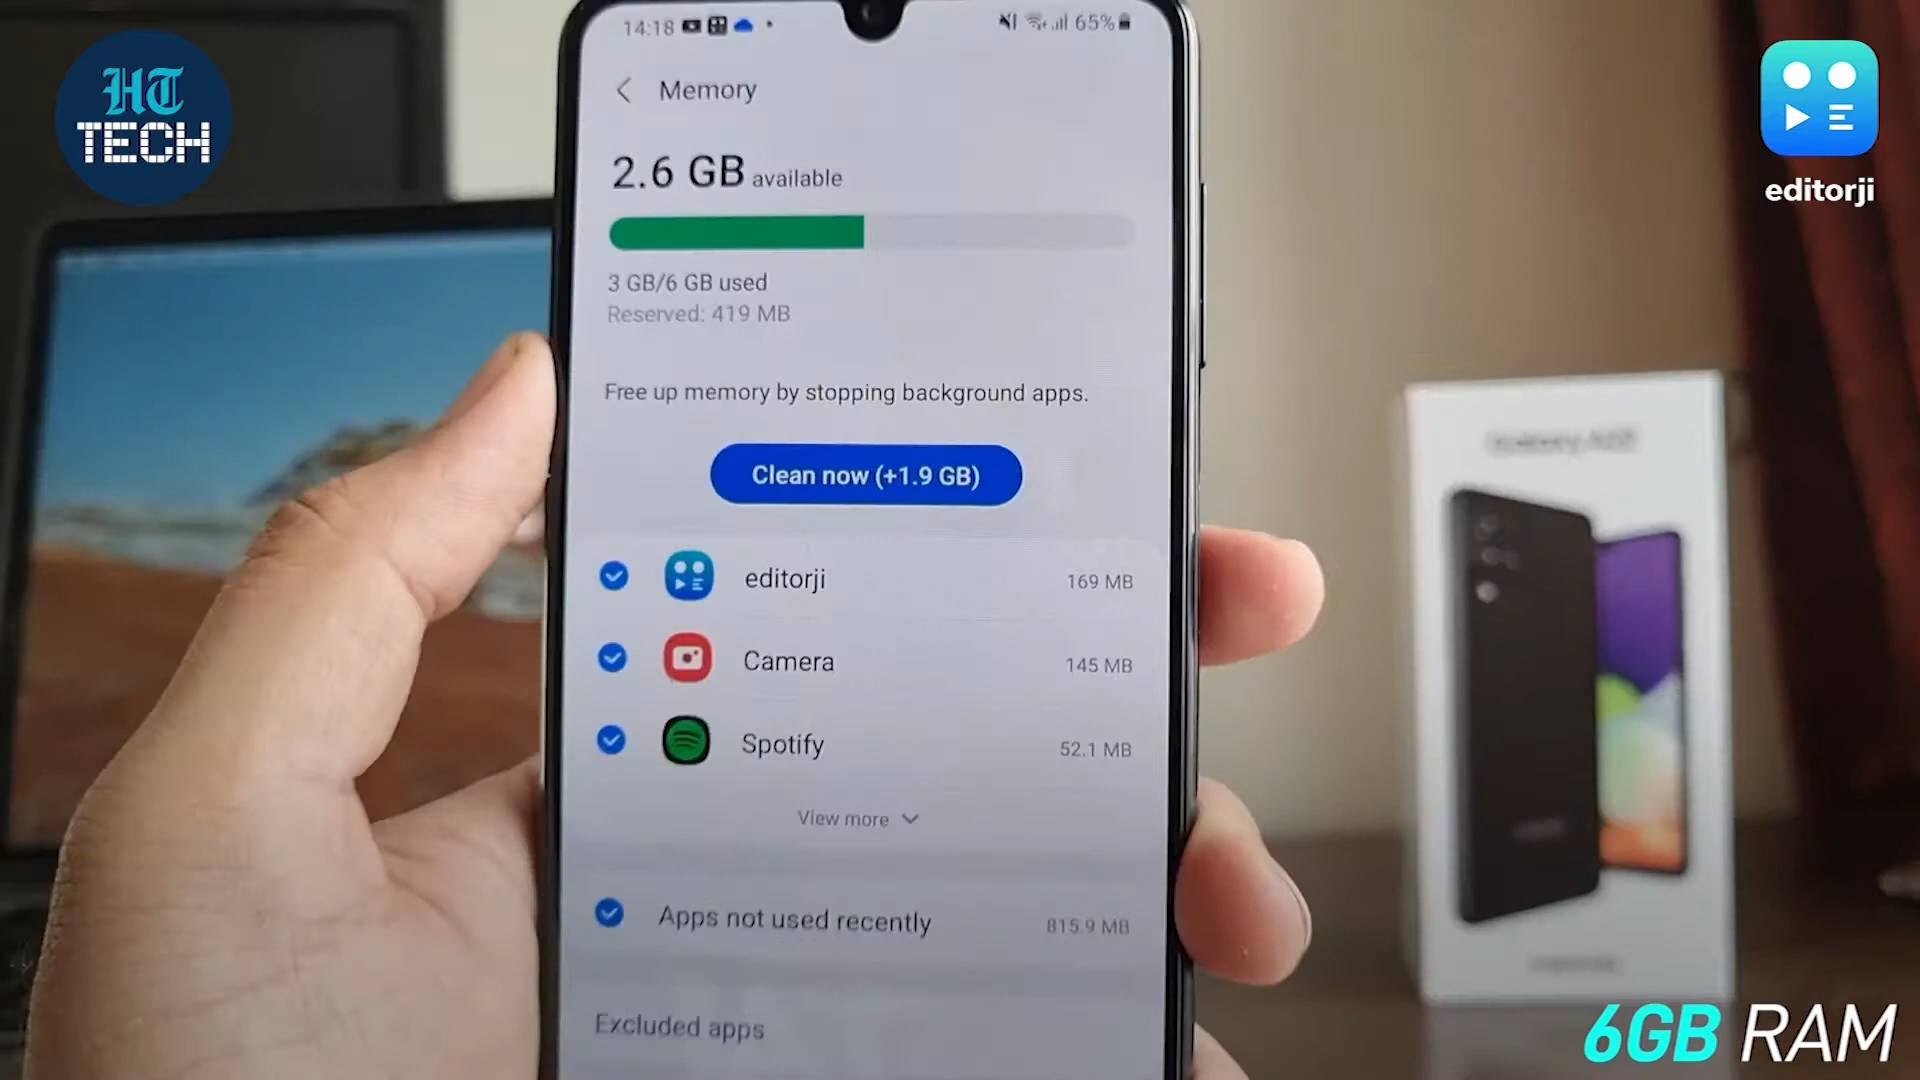 HT
TECH
editorji
14:18
65%
Memory
2.6 GB available
3 GB/6 GB used
Reserved: 419 MB
Free up memory by stopping background apps.
Clean now (+1.9 GB)
editorji 169 MB
Camera 145 MB
Spotify 52.1 MB
View more
Apps not used recently 815.9 MB
Excluded apps
Galaxy
6GB RAM